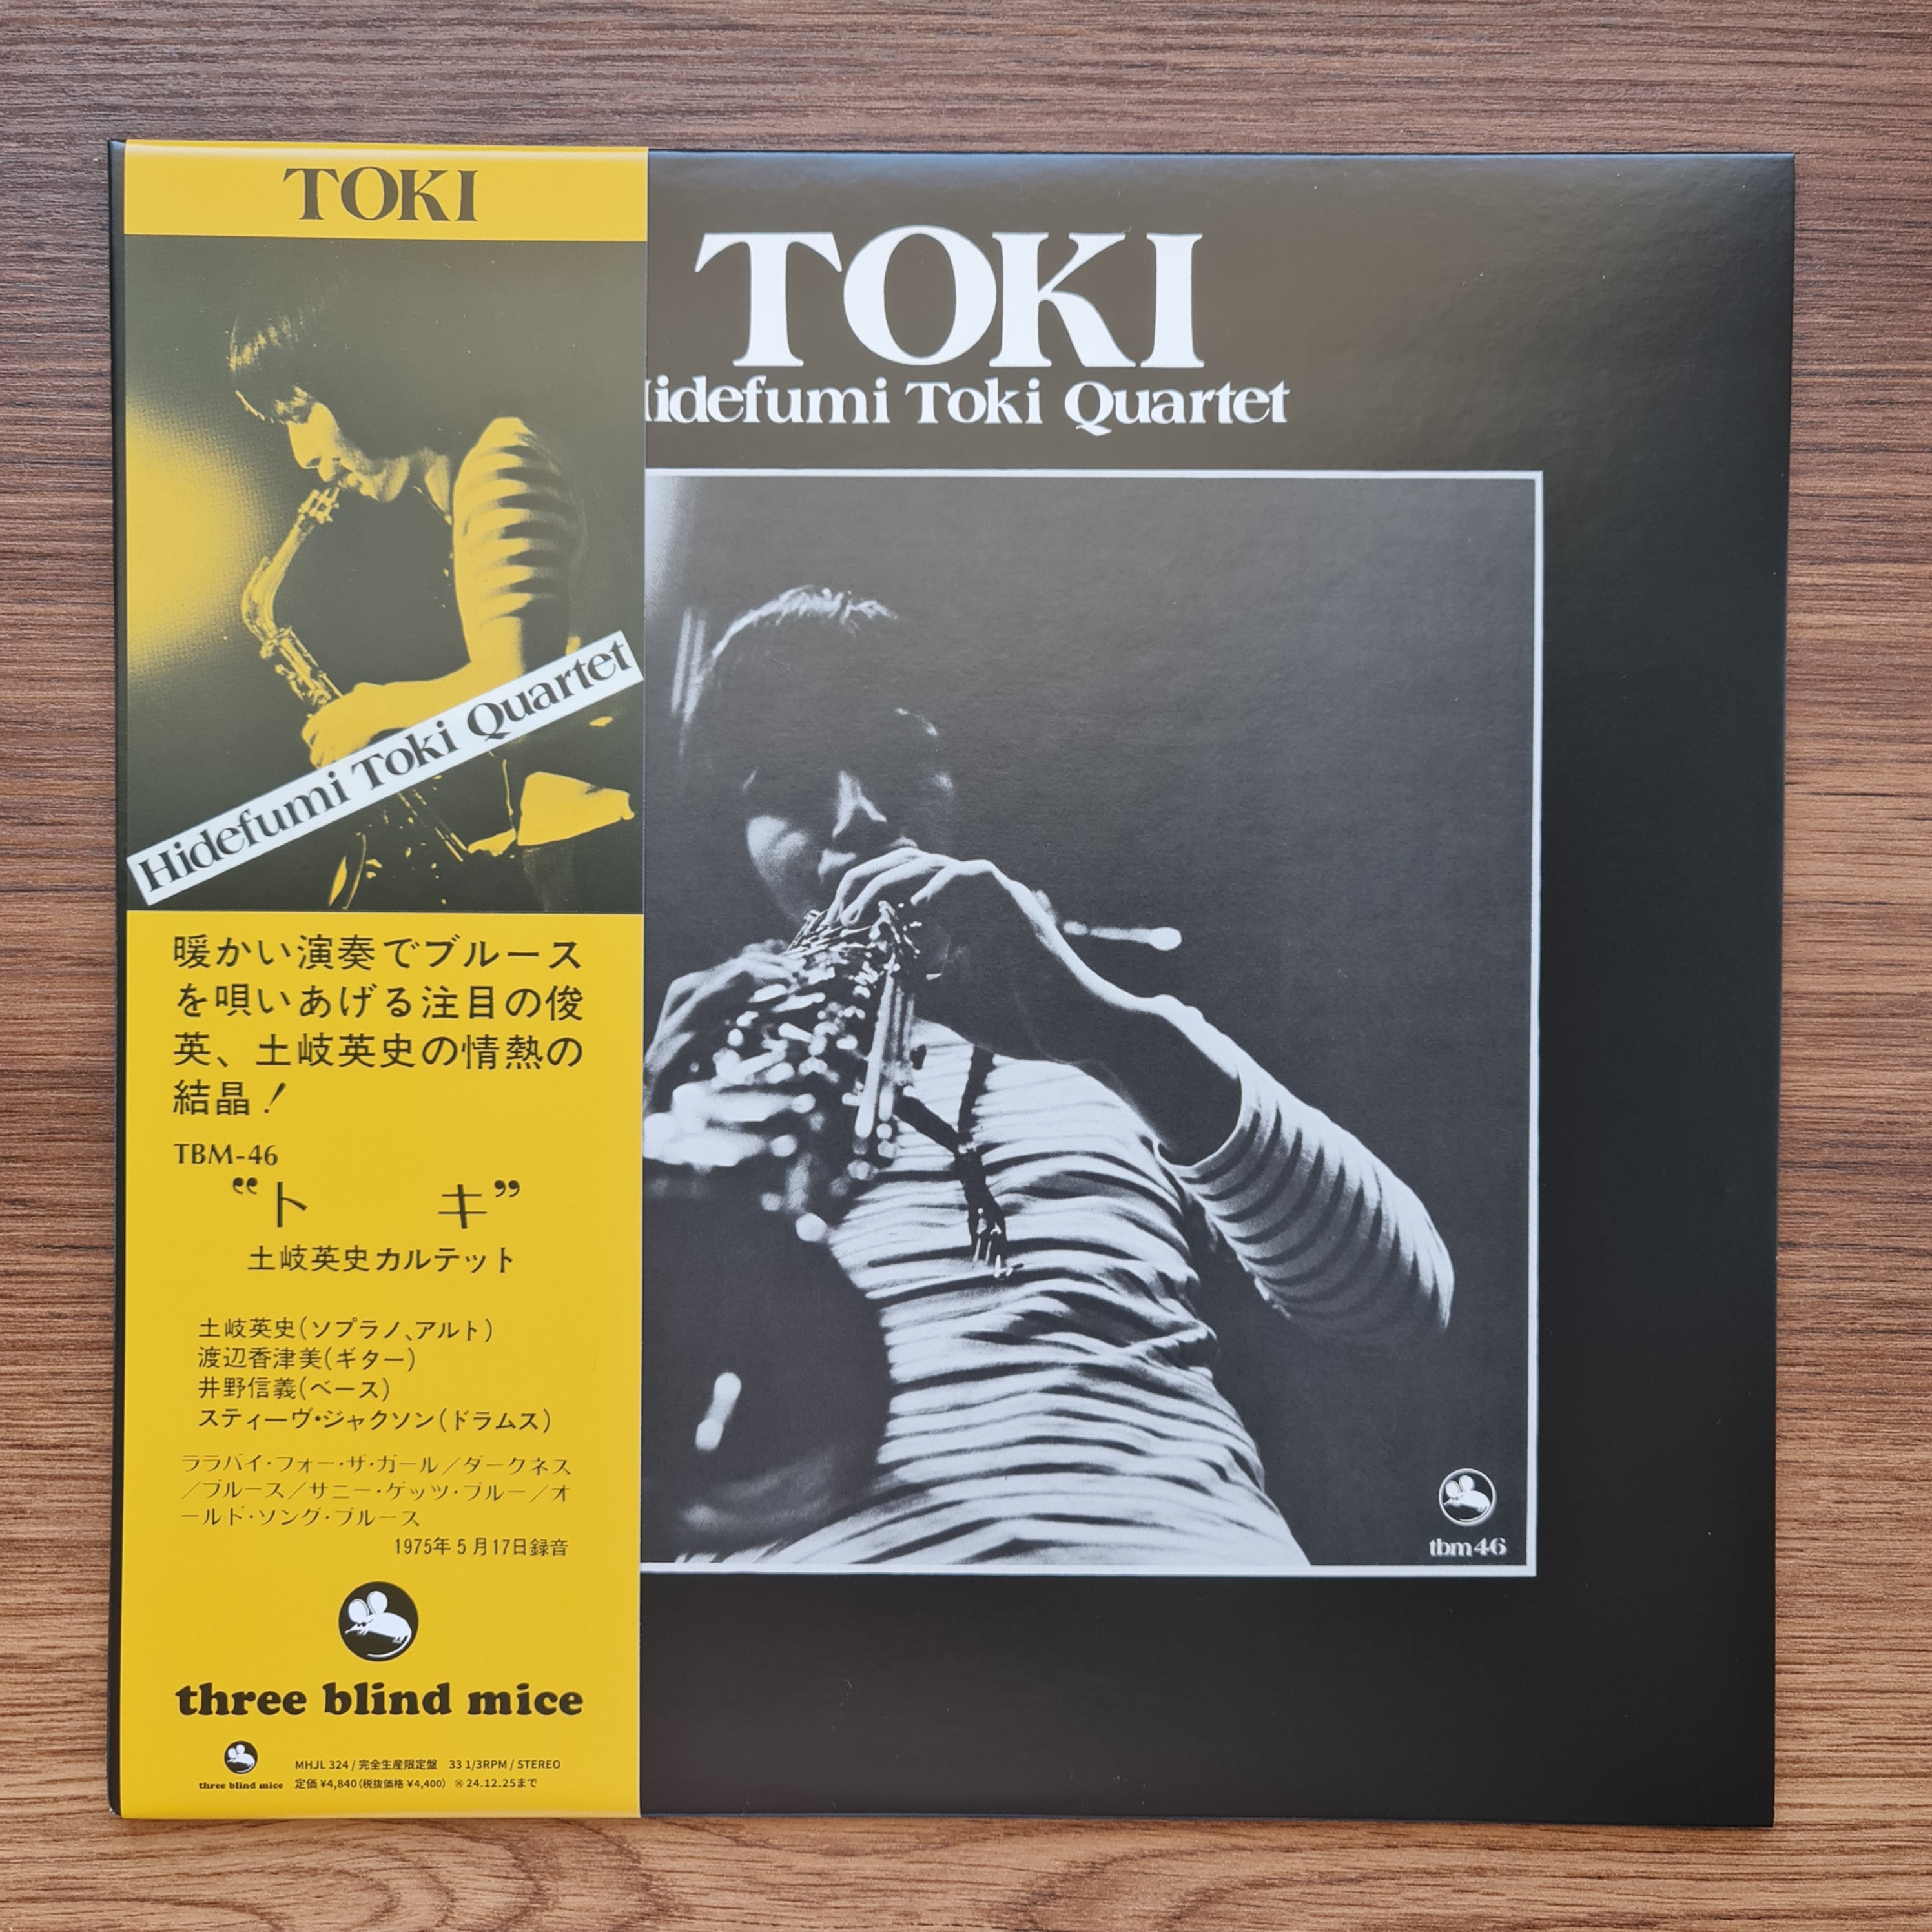 TOKI
Hidefumi Toki Quartet
暖かい演奏でブルース
を唄いあげる注目の俊
英、土岐英史の情熱の
結晶!
TBM-46
“ト キ”
土岐英史カルテット
土岐英史(ソプラノ、アルト)
渡辺香津美(ギター)
井野信義(ベース)
スティーヴ・ジャクソン(ドラムス)
ララバイ・フォー・ザ・ガール/ダークネス
/ブルース/サニー・ゲッツ・ブルー/オ
ールド・ソング・ブルース
1975年5月17日録音
three blind mice
three blind mice
MHJL 324 / 完全生産限定盤 33 1/3RPM / STEREO
定価 ¥4,840(税抜価格 ¥4,400) ㋐ 24.12.25まで
TOKI
Hidefumi Toki Quartet
tbm46